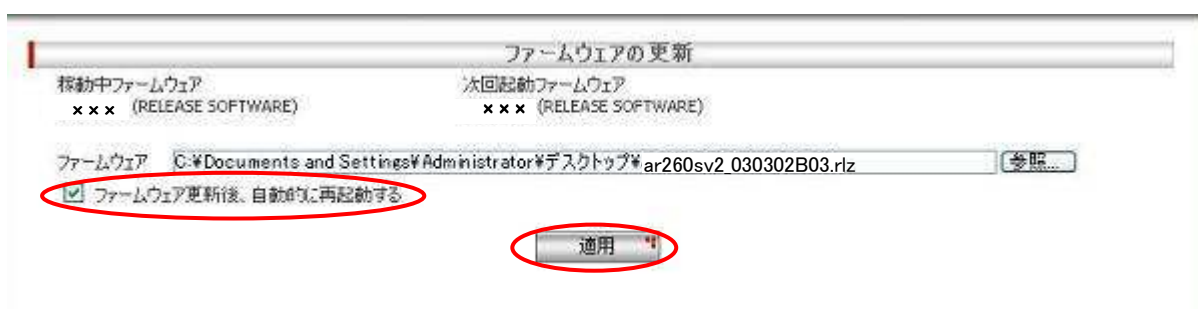 ファームウェアの更新
稼動中ファームウェア 次回起動ファームウェア
××× (RELEASE SOFTWARE) ××× (RELEASE SOFTWARE)
ファームウェア C:¥Documents and Settings¥Administrator¥デスクトップ¥ar260sv2_030302B03.rlz 参照...
ファームウェア更新後、自動的に再起動する
適用